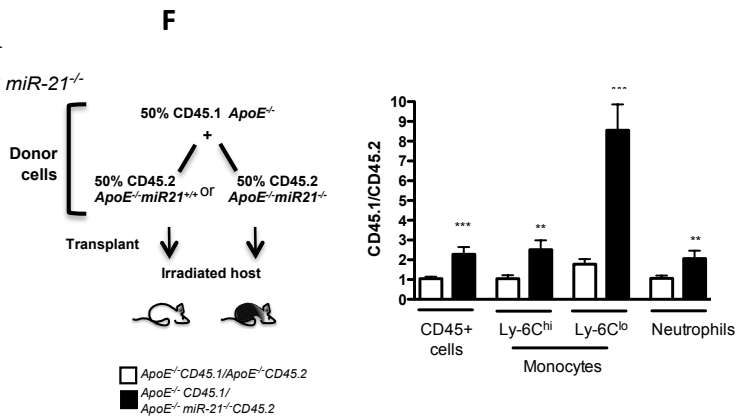 F
miR-21-/-
50% CD45.1 ApoE-/-
+
Donor
cells
50% CD45.2 or 50% CD45.2
ApoE-/-miR21+/+ ApoE-/-miR21-/-
Transplant
Irradiated host
ApoE-/-CD45.1/ApoE-/-CD45.2
ApoE-/- CD45.1/
ApoE-/- miR-21-/-CD45.2
CD45.1/CD45.2
10
9
8
7
6
5
4
3
2
1
0
***
**
**
CD45+
cells
Ly-6Chi
Ly-6Clo
Neutrophils
Monocytes